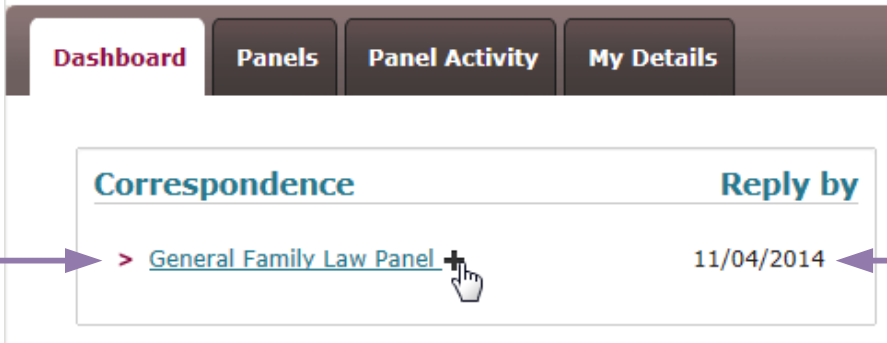 Dashboard Panels Panel Activity My Details
Correspondence Reply by
> General Family Law Panel + 11/04/2014